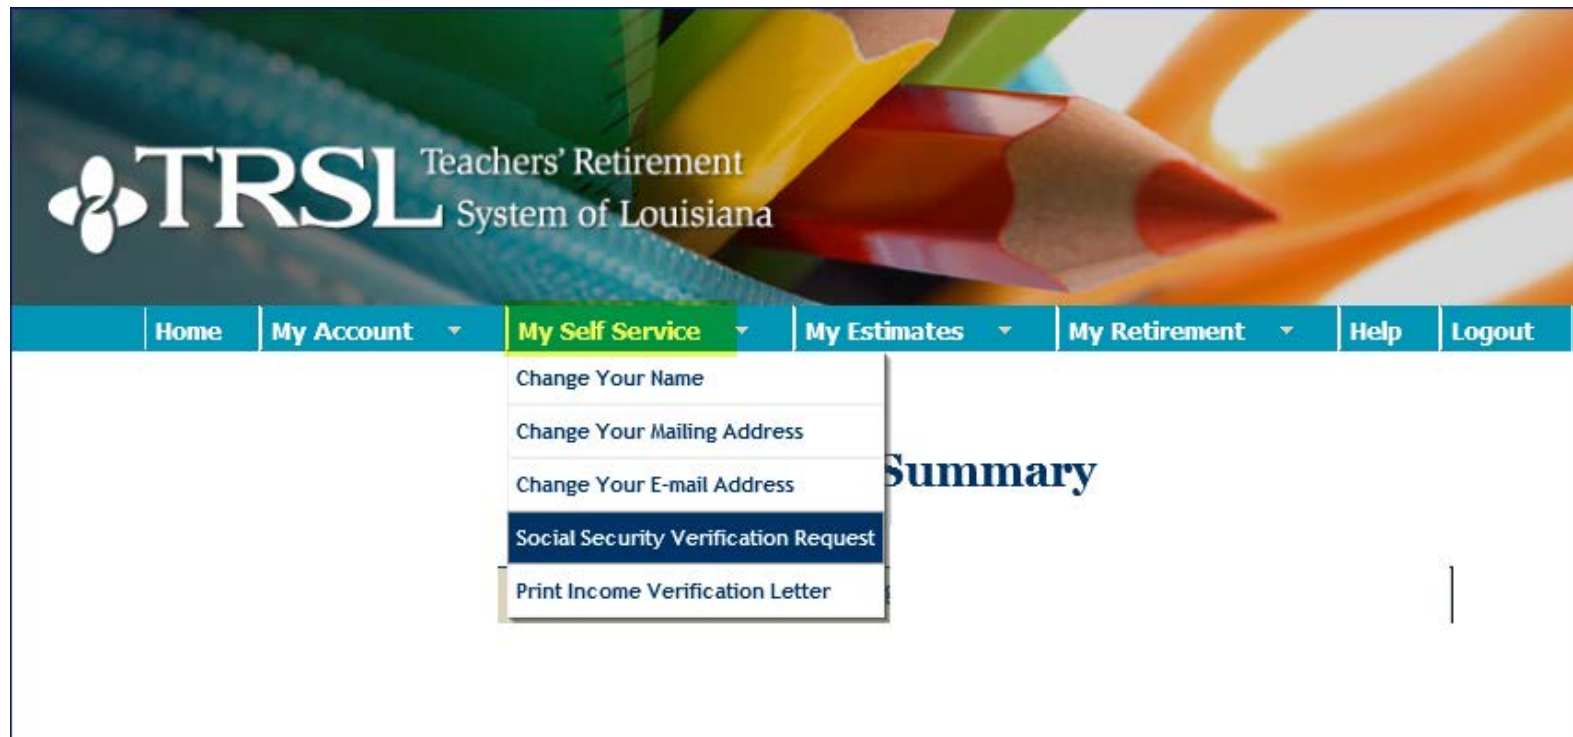 TRSL Teachers' Retirement
System of Louisiana
Home My Account My Self Service My Estimates My Retirement Help Logout
Change Your Name
Change Your Mailing Address
Change Your E-mail Address
Summary
Social Security Verification Request
Print Income Verification Letter